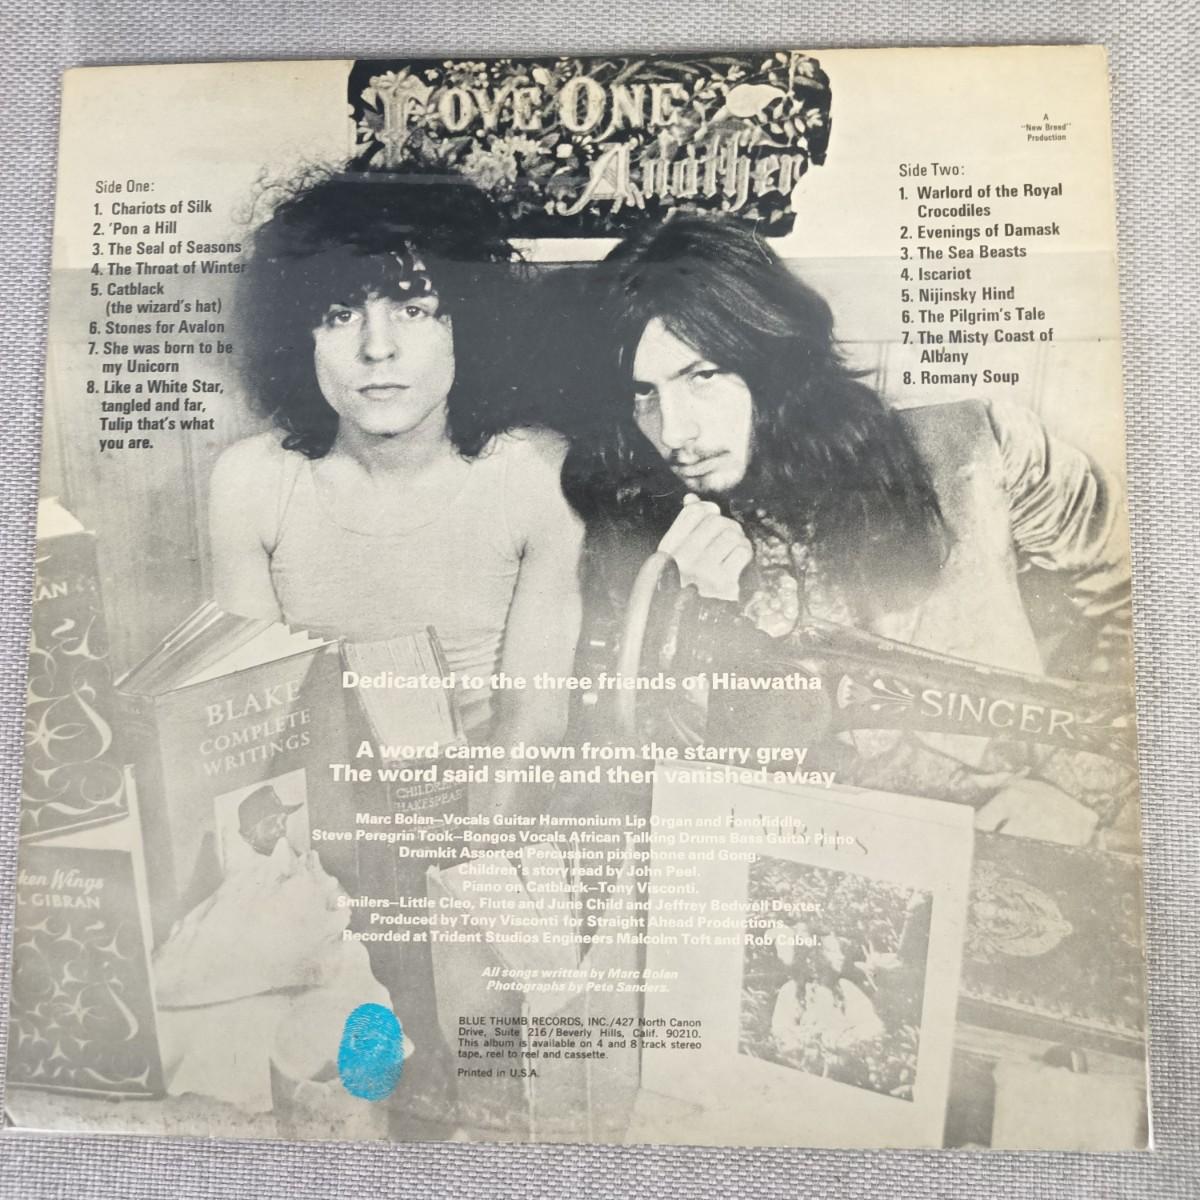 LOVE ONE
Another
A
"New Breed"
Production
Side One:
1. Chariots of Silk
2. 'Pon a Hill
3. The Seal of Seasons
4. The Throat of Winter
5. Catblack
(the wizard's hat)
6. Stones for Avalon
7. She was born to be
my Unicorn
8. Like a White Star,
tangled and far,
Tulip that's what
you are.
Side Two:
1. Warlord of the Royal
Crocodiles
2. Evenings of Damask
3. The Sea Beasts
4. Iscariot
5. Nijinsky Hind
6. The Pilgrim's Tale
7. The Misty Coast of
Albany
8. Romany Soup
BLAKE
COMPLETE
WRITINGS
SINGER
Dedicated to the three friends of Hiawatha
A word came down from the starry grey
The word said smile and then vanished away
Marc Bolan—Vocals Guitar Harmonium Lip Organ and Fonofiddle.
Steve Peregrin Took—Bongos Vocals African Talking Drums Bass Guitar Piano
Drumkit Assorted Percussion pixiephone and Gong.
Children's story read by John Peel.
Piano on Catblack—Tony Visconti.
Smilers—Little Cleo, Flute and June Child and Jeffrey Bedwell Dexter.
Produced by Tony Visconti for Straight Ahead Productions.
Recorded at Trident Studios Engineers Malcolm Toft and Rob Cabel.
All songs written by Marc Bolan
Photographs by Pete Sanders.
ken Wings
L GIBRAN
BLUE THUMB RECORDS, INC./427 North Canon
Drive, Suite 216/Beverly Hills, Calif. 90210.
This album is available on 4 and 8 track stereo
tape, reel to reel and cassette.
Printed in U.S.A.